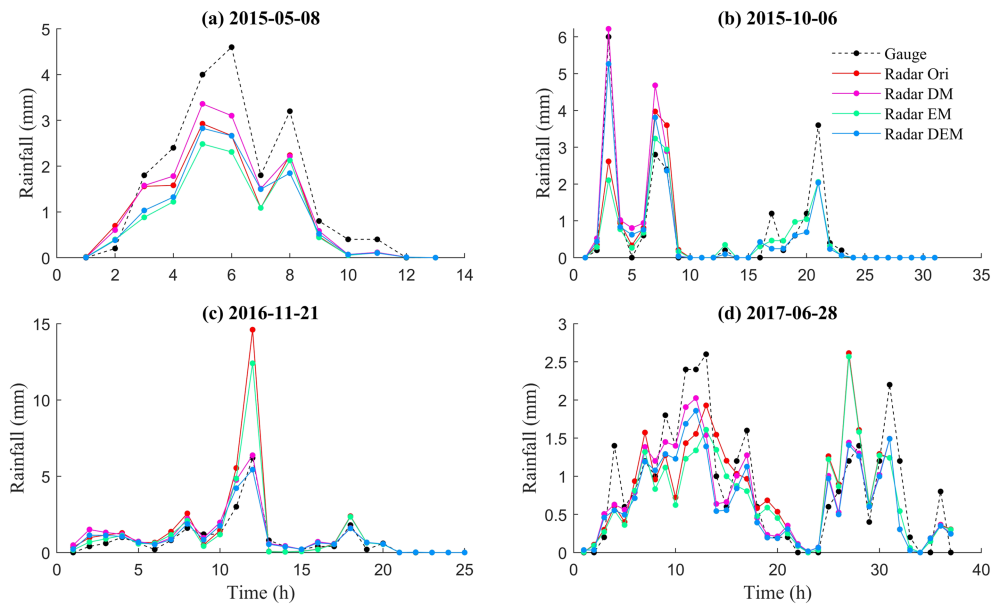 (a) 2015-05-08
Rainfall (mm)
5
4
3
2
1
0
0 2 4 6 8 10 12 14
(b) 2015-10-06
Rainfall (mm)
6
5
4
3
2
1
0
0 5 10 15 20 25 30 35
Gauge
Radar Ori
Radar DM
Radar EM
Radar DEM
(c) 2016-11-21
Rainfall (mm)
15
10
5
0
0 5 10 15 20 25
Time (h)
(d) 2017-06-28
Rainfall (mm)
3
2.5
2
1.5
1
0.5
0
0 10 20 30 40
Time (h)